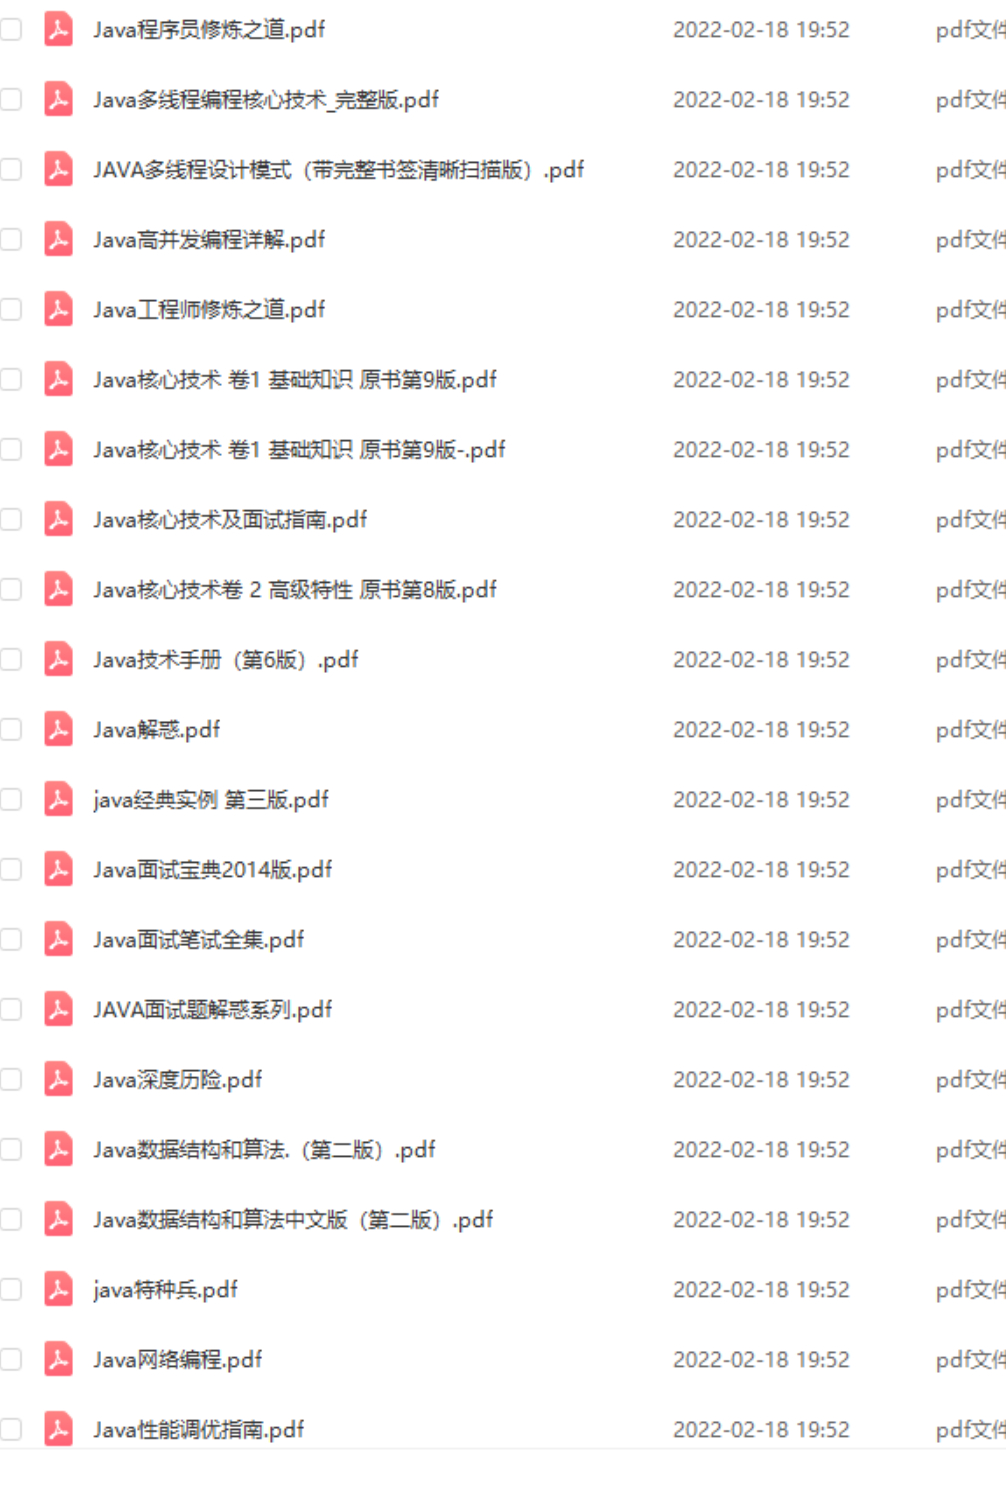 Java程序员修炼之道.pdf 2022-02-18 19:52 pdf文件
Java多线程编程核心技术_完整版.pdf 2022-02-18 19:52 pdf文件
JAVA多线程设计模式（带完整书签清晰扫描版）.pdf 2022-02-18 19:52 pdf文件
Java高并发编程详解.pdf 2022-02-18 19:52 pdf文件
Java工程师修炼之道.pdf 2022-02-18 19:52 pdf文件
Java核心技术 卷1 基础知识 原书第9版.pdf 2022-02-18 19:52 pdf文件
Java核心技术 卷1 基础知识 原书第9版-.pdf 2022-02-18 19:52 pdf文件
Java核心技术及面试指南.pdf 2022-02-18 19:52 pdf文件
Java核心技术卷 2 高级特性 原书第8版.pdf 2022-02-18 19:52 pdf文件
Java技术手册（第6版）.pdf 2022-02-18 19:52 pdf文件
Java解惑.pdf 2022-02-18 19:52 pdf文件
java经典实例 第三版.pdf 2022-02-18 19:52 pdf文件
Java面试宝典2014版.pdf 2022-02-18 19:52 pdf文件
Java面试笔试全集.pdf 2022-02-18 19:52 pdf文件
JAVA面试题解惑系列.pdf 2022-02-18 19:52 pdf文件
Java深度历险.pdf 2022-02-18 19:52 pdf文件
Java数据结构和算法.（第二版）.pdf 2022-02-18 19:52 pdf文件
Java数据结构和算法中文版（第二版）.pdf 2022-02-18 19:52 pdf文件
java特种兵.pdf 2022-02-18 19:52 pdf文件
Java网络编程.pdf 2022-02-18 19:52 pdf文件
Java性能调优指南.pdf 2022-02-18 19:52 pdf文件